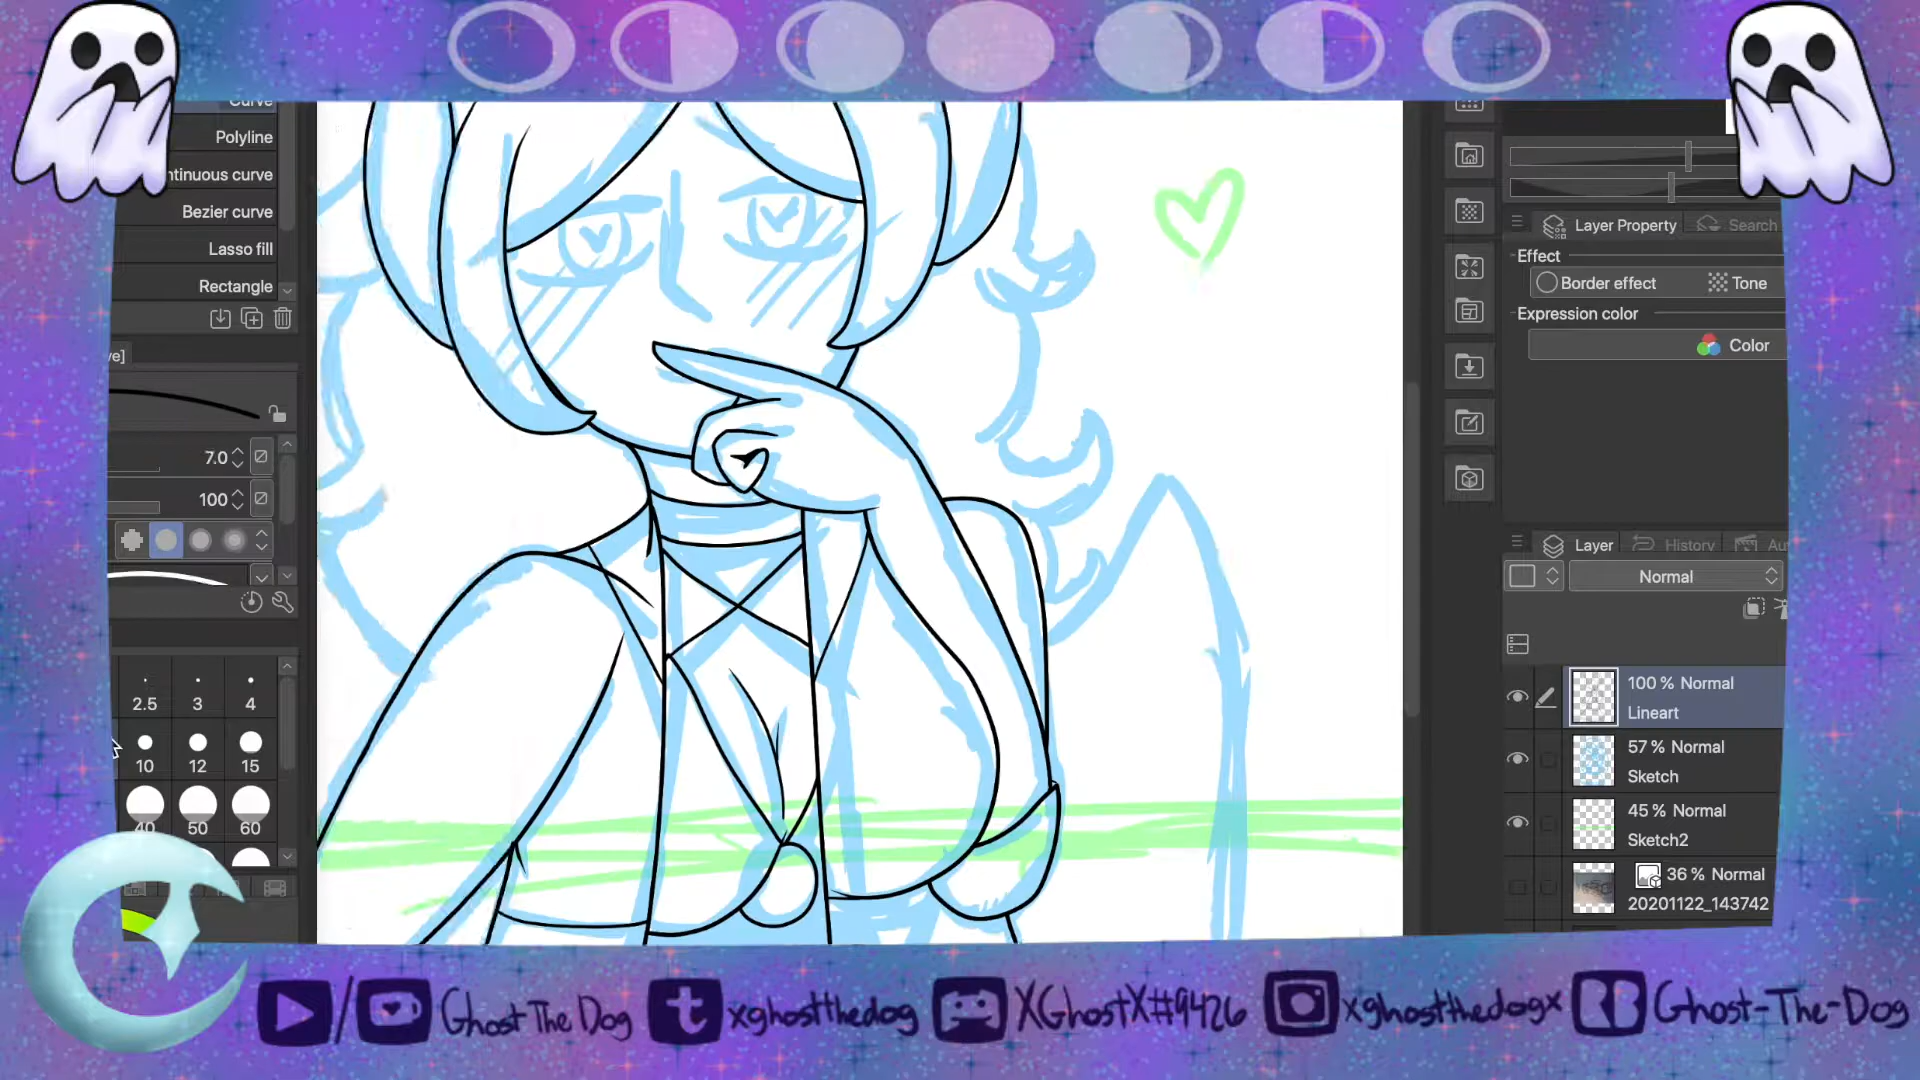 Curve
Polyline
ntinuous curve
Bezier curve
Lasso fill
Rectangle
ve]
7.0
100
2.5 3 4
10 12 15
40 50 60
Layer Property Search
Effect
Border effect Tone
Expression color
Color
Layer History Au
Normal
100 % Normal
Lineart
57 % Normal
Sketch
45 % Normal
Sketch2
36 % Normal
20201122_143742
/ Ghost The Dog t xghostthedog XGhostX#9426 xghostthedogx Ghost-The-Dog